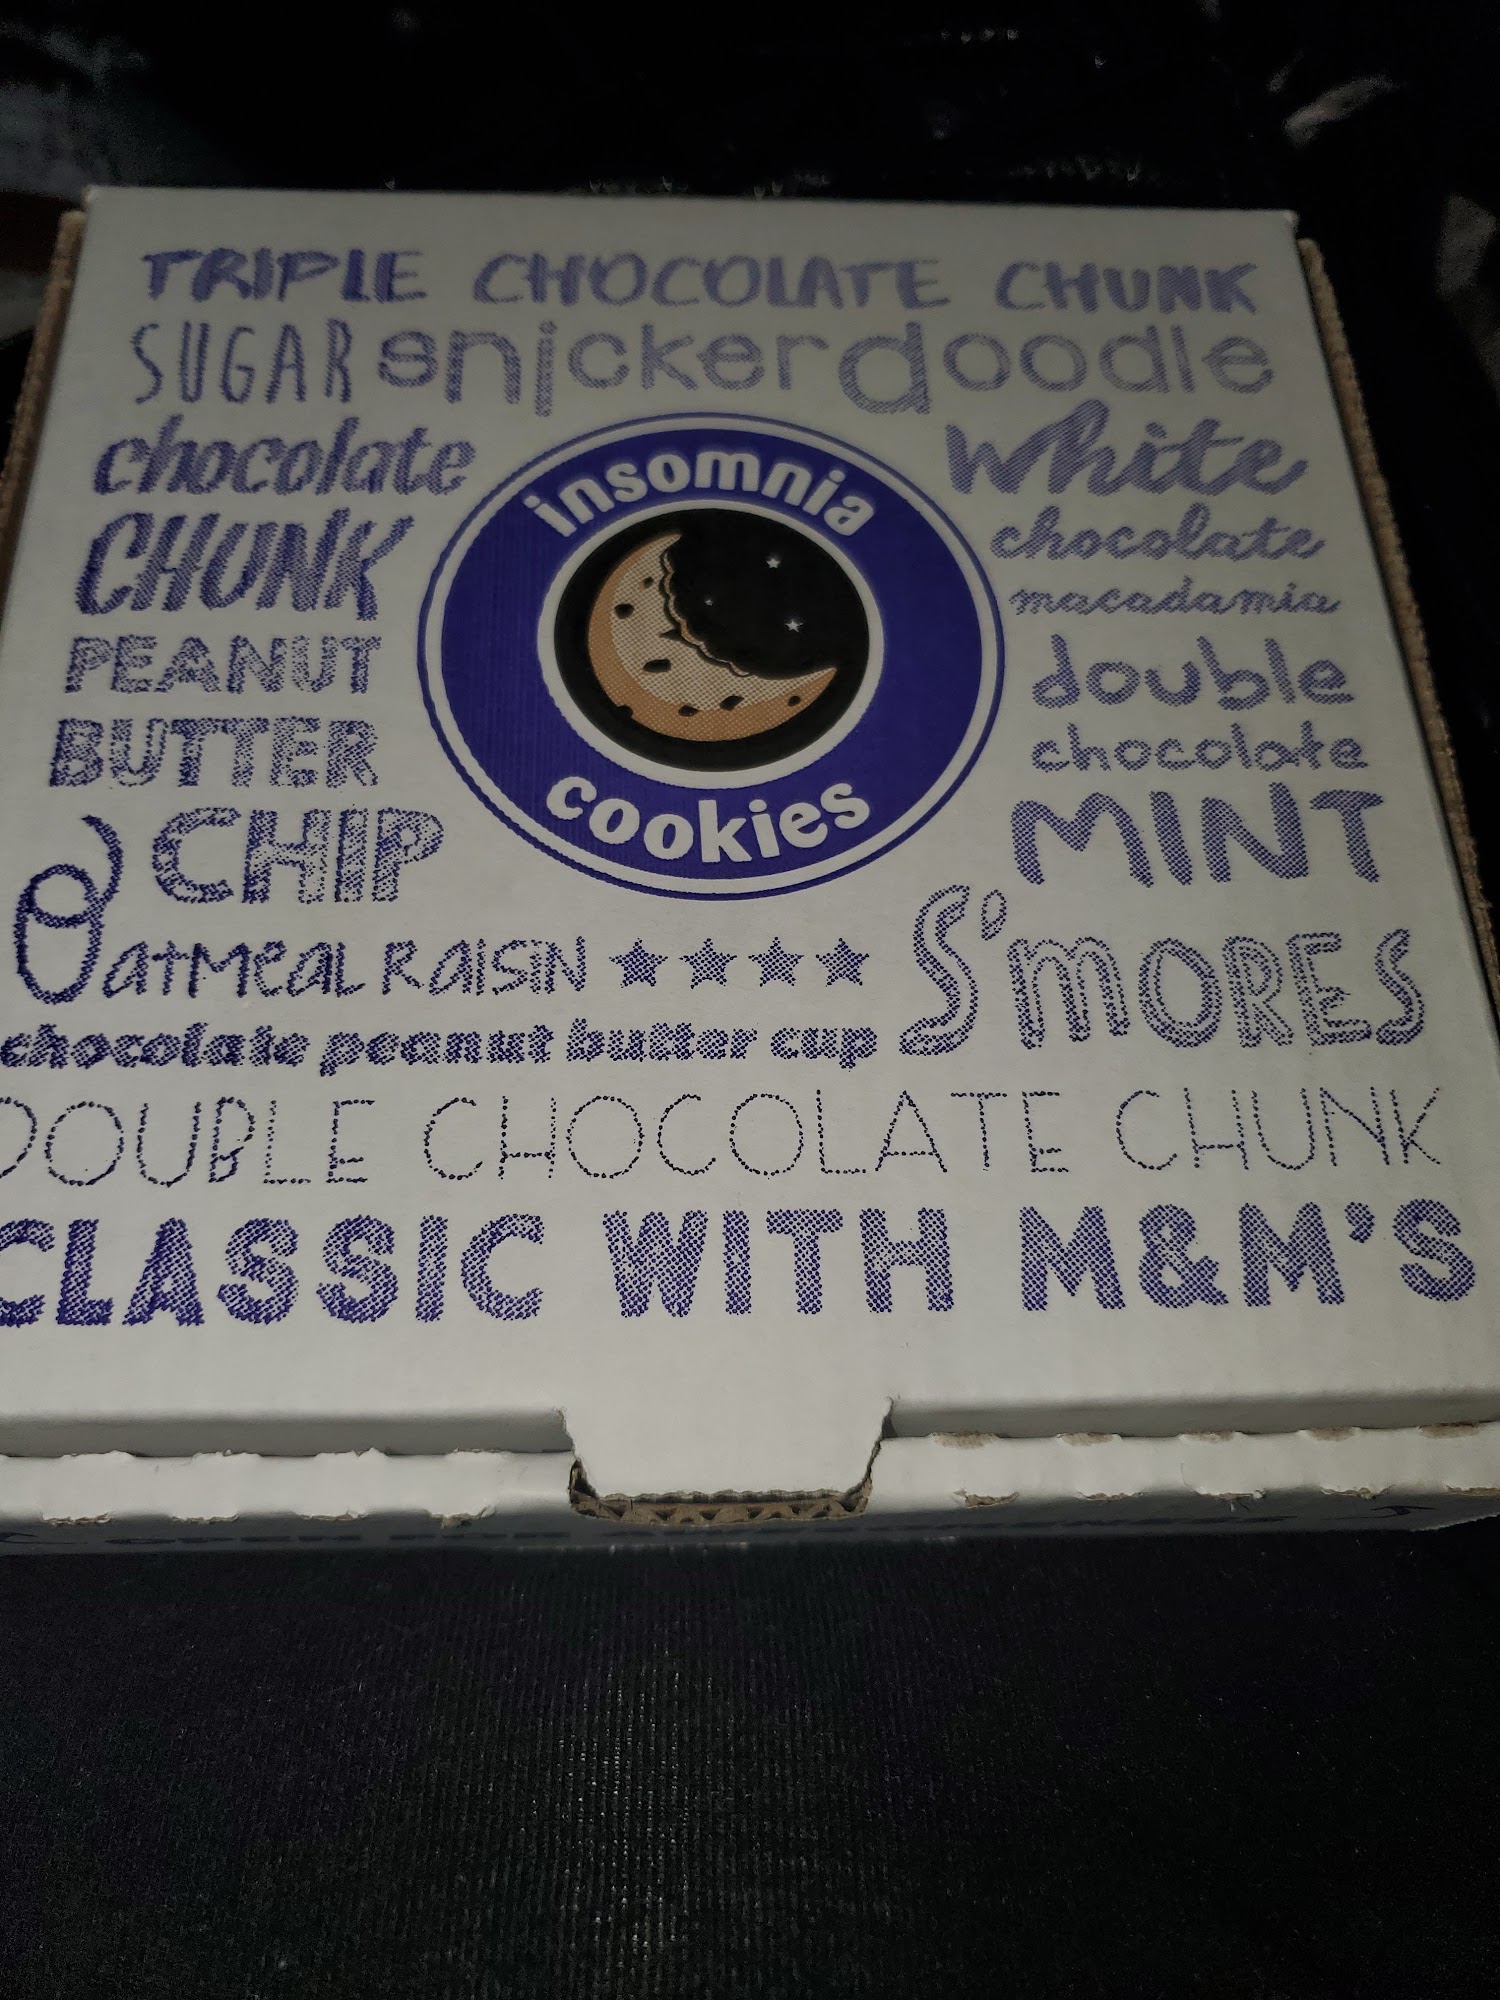 TRIPLE CHOCOLATE CHUNK
SUGAR snickerdoodle
chocolate
CHUNK
PEANUT
BUTTER
CHIP
insomnia
cookies
White
chocolate
macadamia
double
chocolate
MINT
OatMeaL RaiSiN ★★★★
S'mORES
chocolate peanut butter cup
DOUBLE CHOCOLATE CHUNK
CLASSIC WITH M&M'S